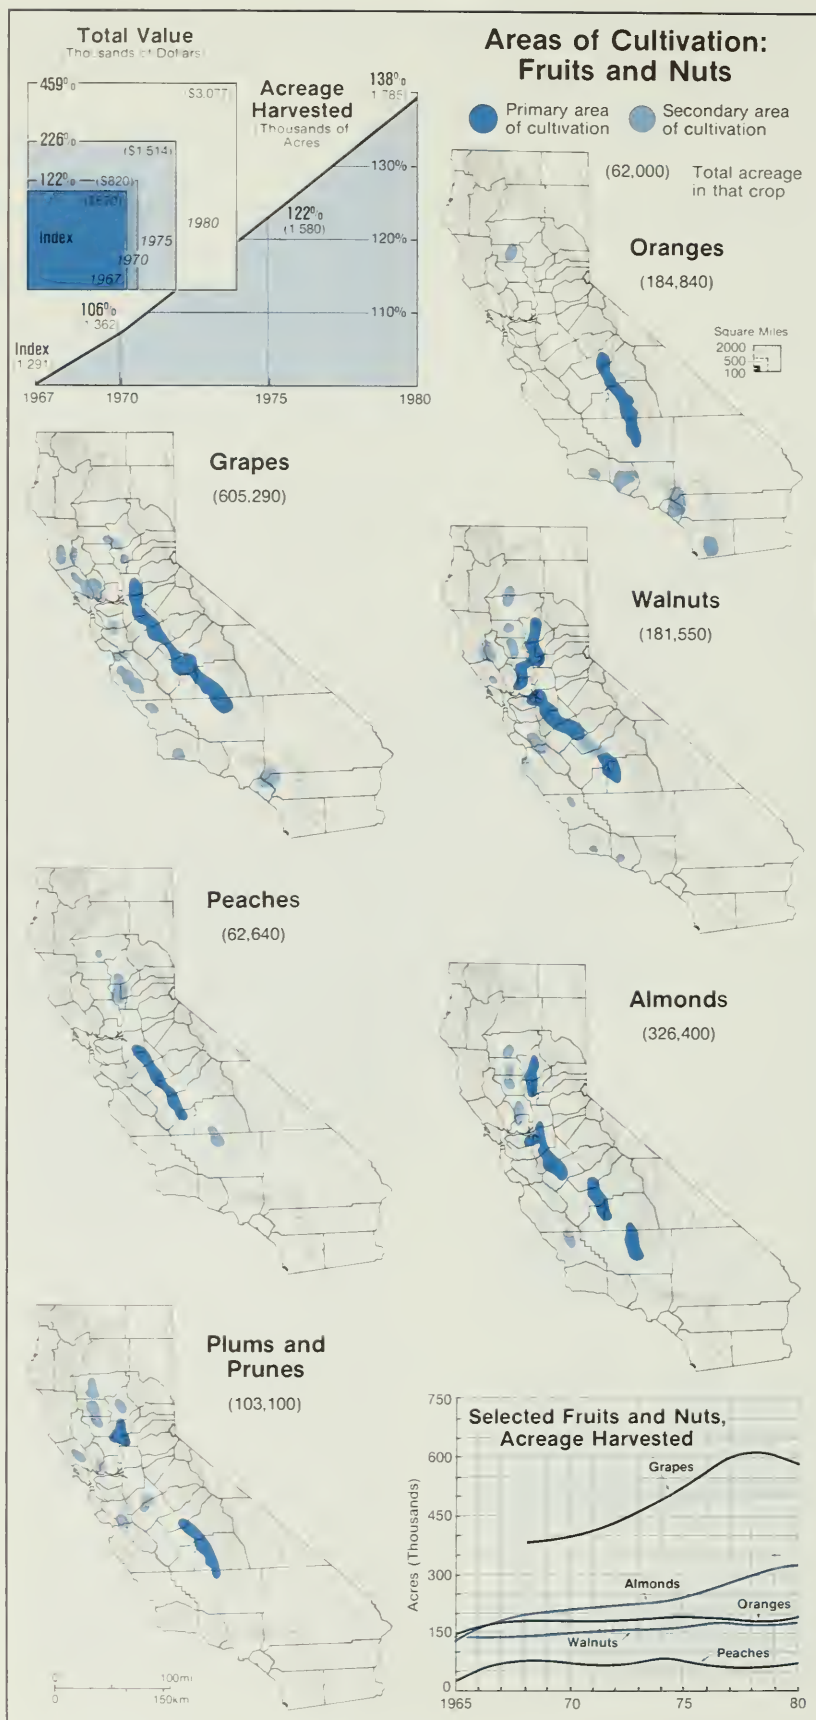 Total Value
Thousands of Dollars)
459%
($3.077)
226%
($1 514)
122%
($820)
Index
1980
1975
1970
1967
Acreage
Harvested
Thousands of
Acres
138%
1 785)
130%
122%
(1 580)
120%
110%
106%
1 362)
Index
(1 291)
1967
1970
1975
1980
Areas of Cultivation:
Fruits and Nuts
Primary area
of cultivation
Secondary area
of cultivation
(62,000) Total acreage
in that crop
Oranges
(184,840)
Square Miles
2000
500
100
Grapes
(605.290)
Walnuts
(181,550)
Peaches
(62,640)
Almonds
(326,400)
Plums and
Prunes
(103,100)
0 100mi
0 150km
Selected Fruits and Nuts,
Acreage Harvested
Acres (Thousands)
750
600
450
300
150
0
Grapes
Almonds
Oranges
Walnuts
Peaches
1965
70
75
80